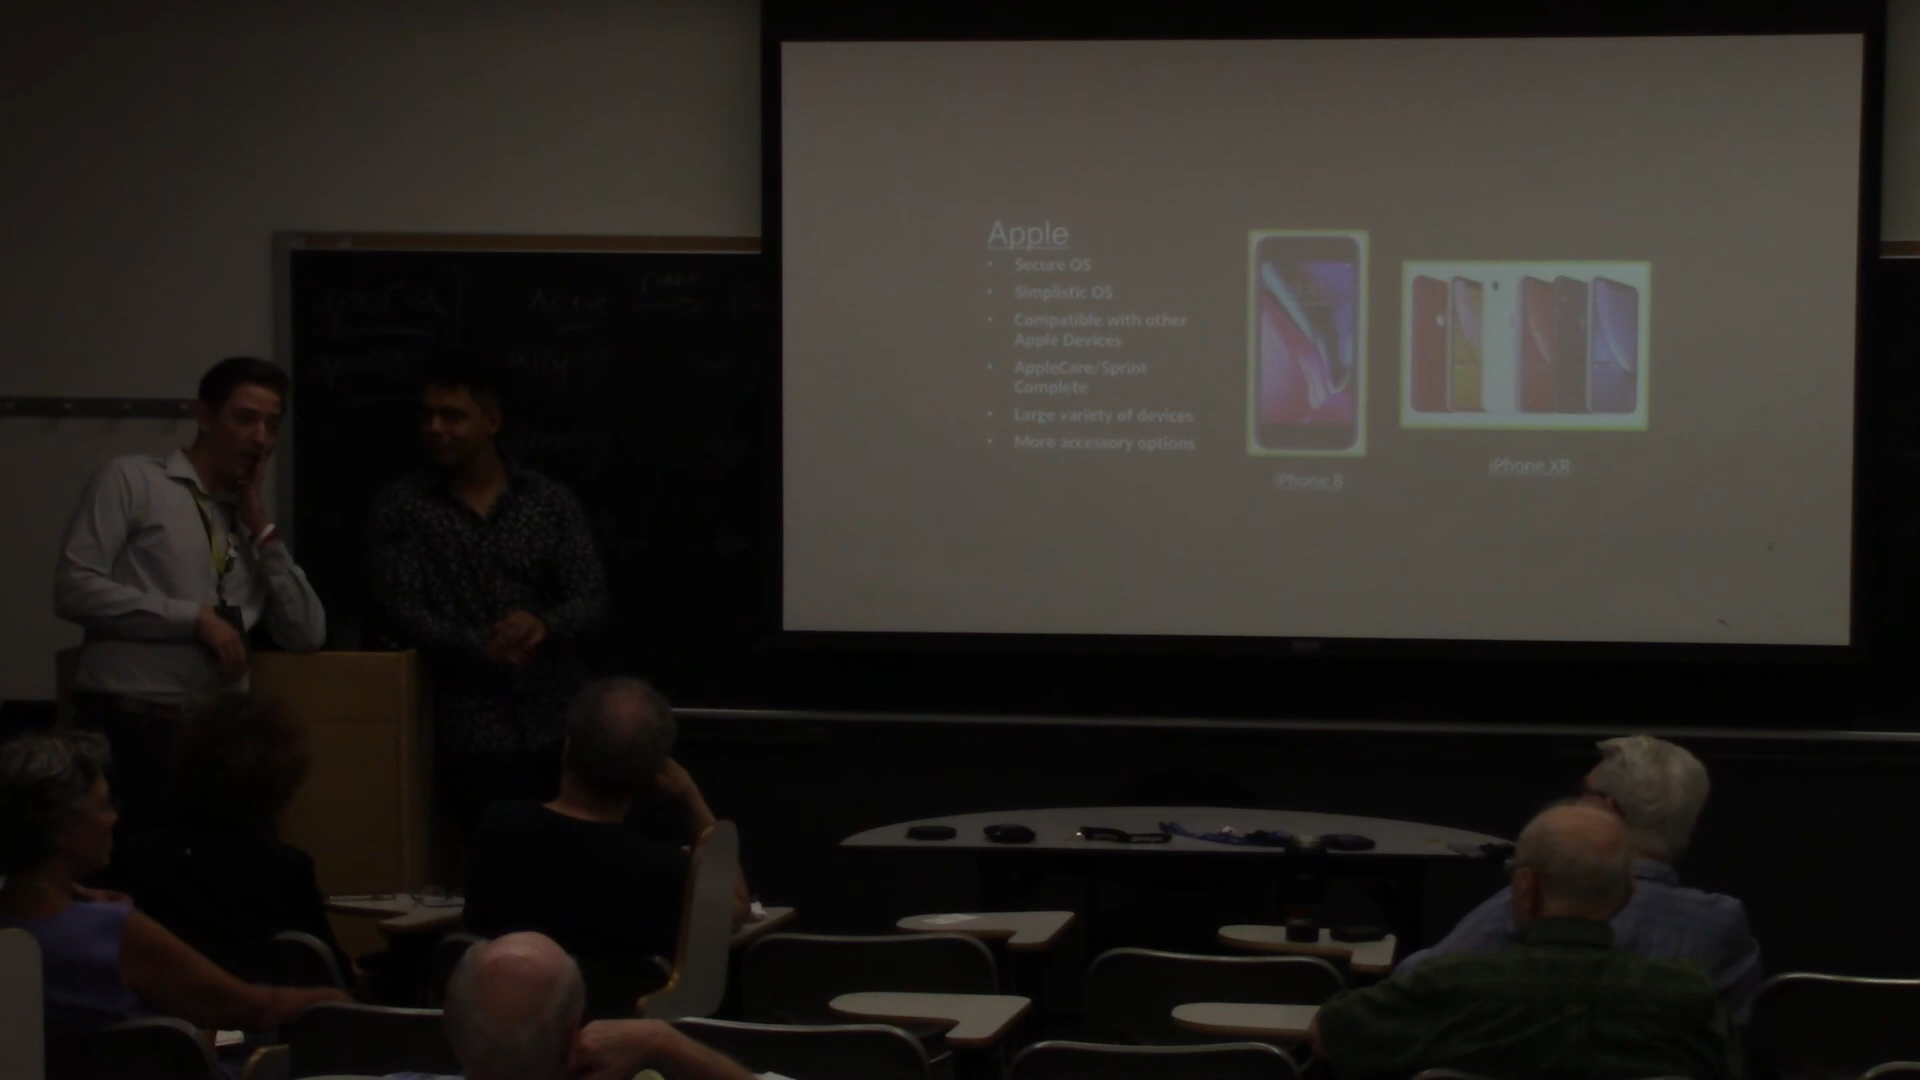 Apple
• Secure OS
• Simplistic OS
• Compatible with other
Apple Devices
• AppleCare/Sprint
Complete
• Large variety of devices
• More accessory options
iPhone 8
iPhone XR